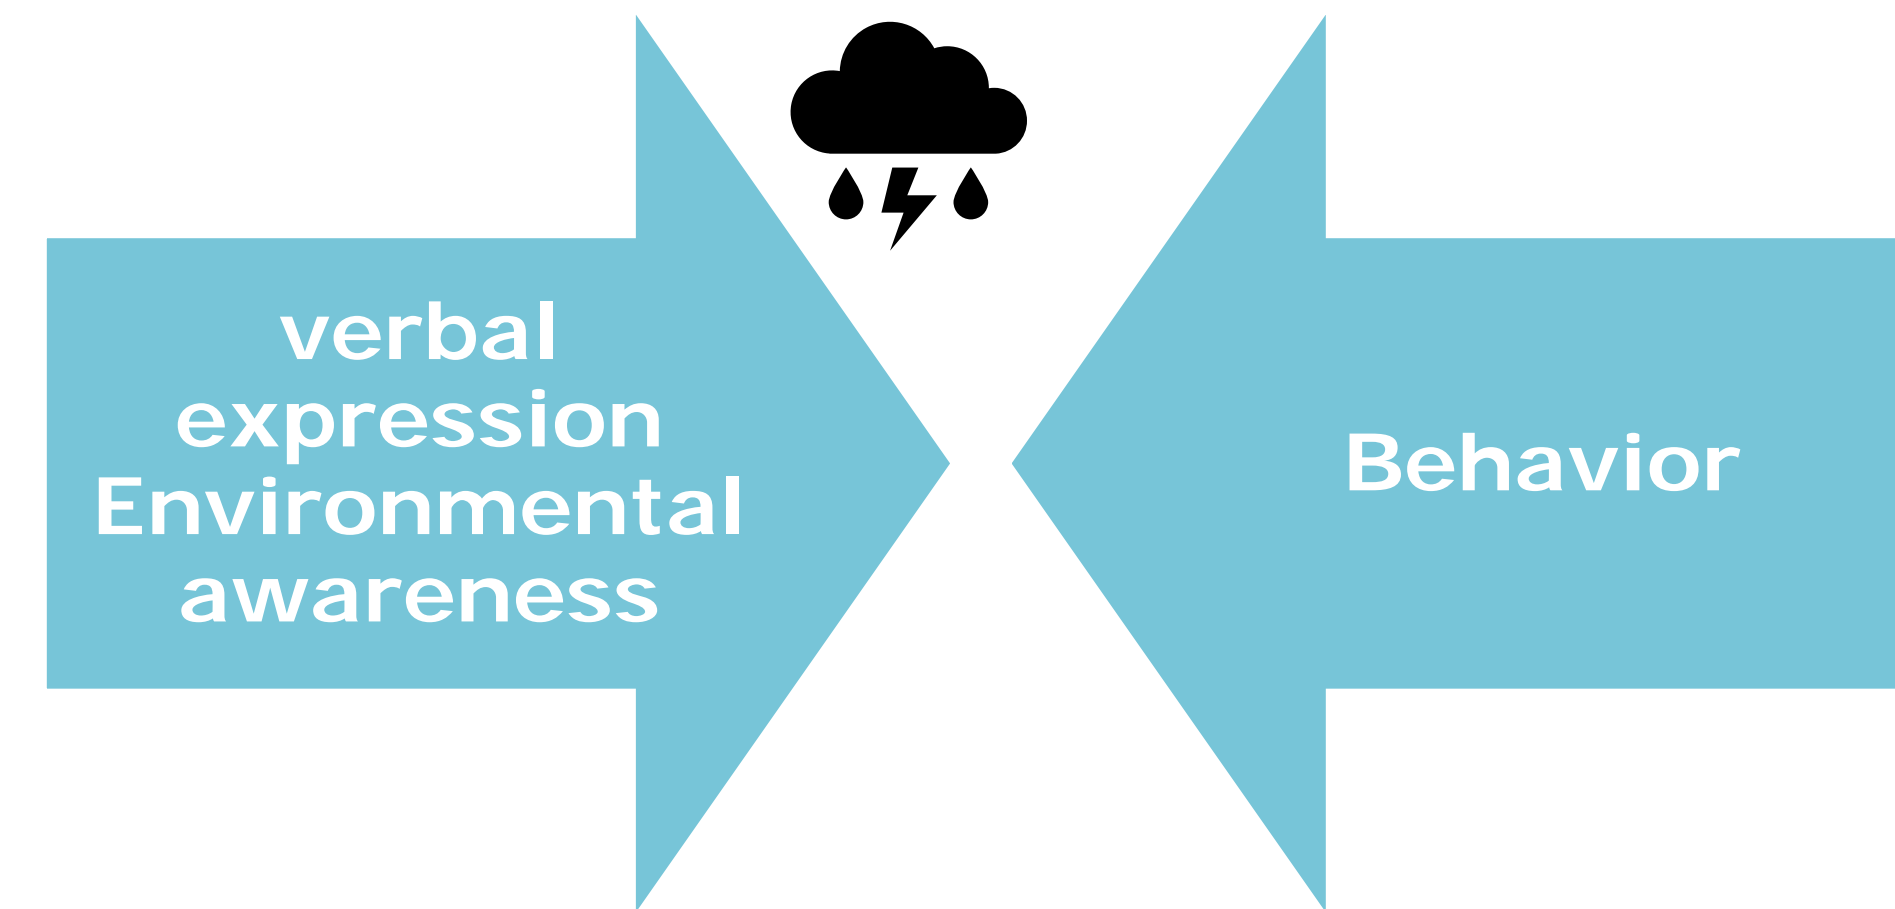 verbal
expression
Environmental
awareness
Behavior